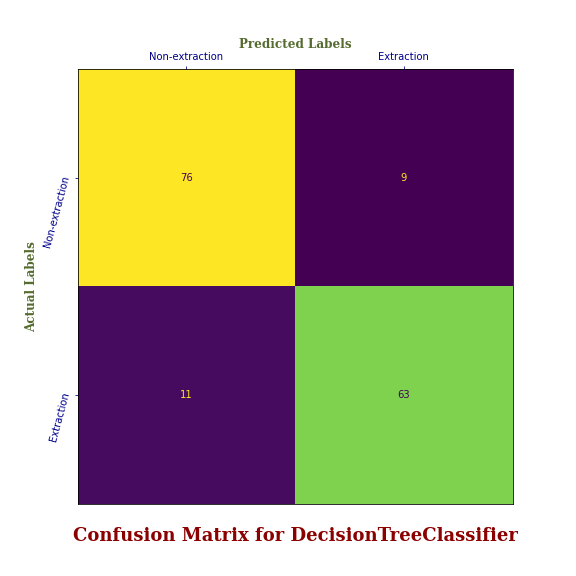 Predicted Labels
Non-extraction Extraction
Actual Labels
Non-extraction
76 9
Extraction
11 63
Confusion Matrix for DecisionTreeClassifier